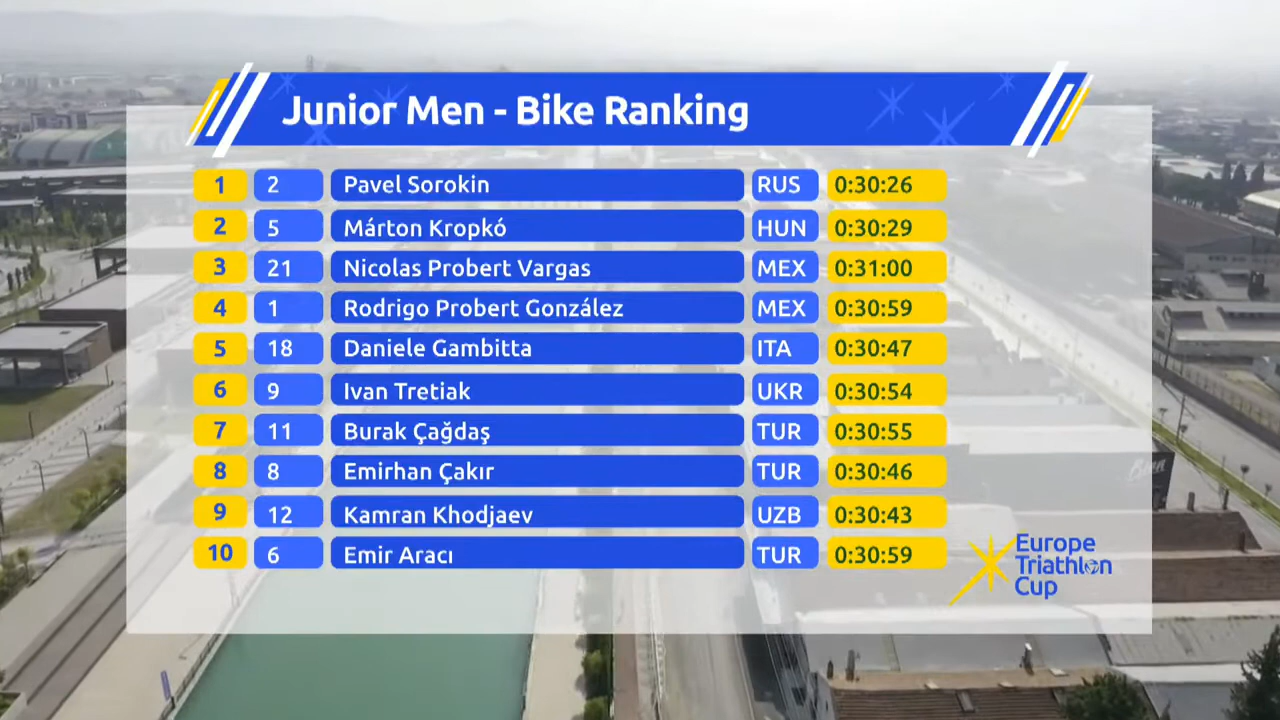 Junior Men - Bike Ranking
1 2 Pavel Sorokin RUS 0:30:26
2 5 Márton Kropkó HUN 0:30:29
3 21 Nicolas Probert Vargas MEX 0:31:00
4 1 Rodrigo Probert González MEX 0:30:59
5 18 Daniele Gambitta ITA 0:30:47
6 9 Ivan Tretiak UKR 0:30:54
7 11 Burak Çağdaş TUR 0:30:55
8 8 Emirhan Çakır TUR 0:30:46
9 12 Kamran Khodjaev UZB 0:30:43
10 6 Emir Aracı TUR 0:30:59
Europe
Triathlon
Cup